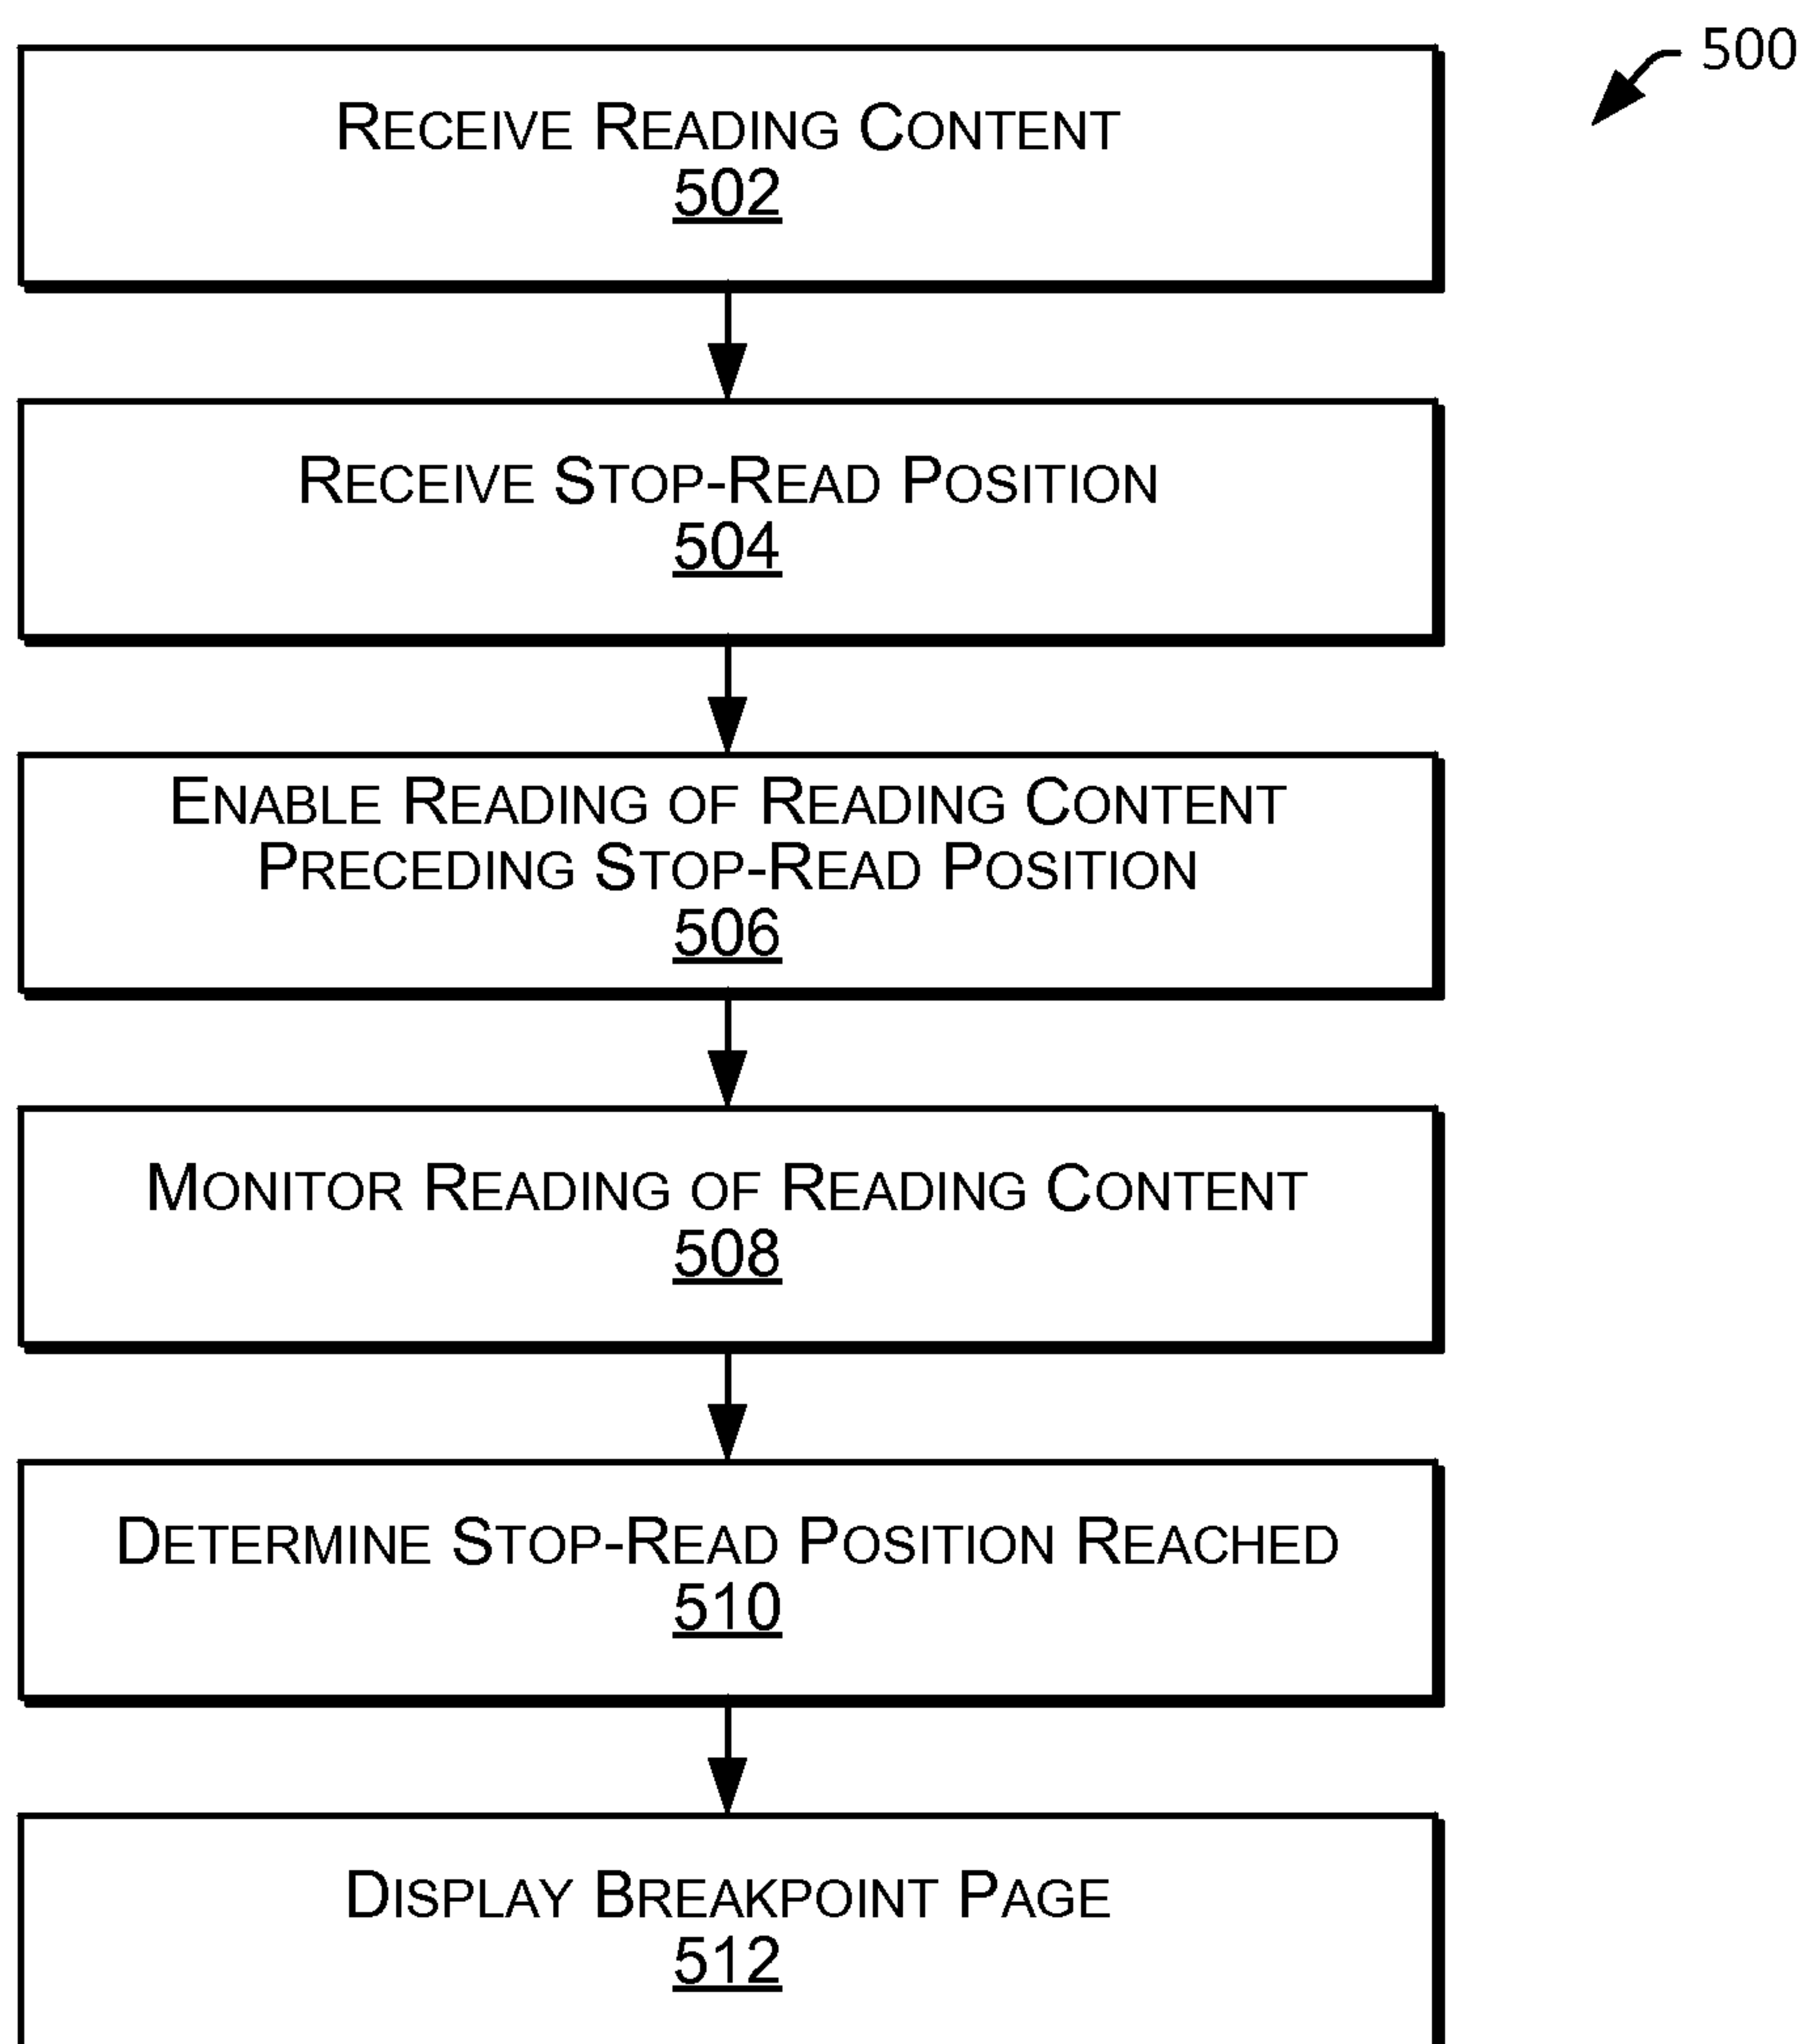 500
RECEIVE READING CONTENT
502
RECEIVE STOP-READ POSITION
504
ENABLE READING OF READING CONTENT
PRECEDING STOP-READ POSITION
506
MONITOR READING OF READING CONTENT
508
DETERMINE STOP-READ POSITION REACHED
510
DISPLAY BREAKPOINT PAGE
512